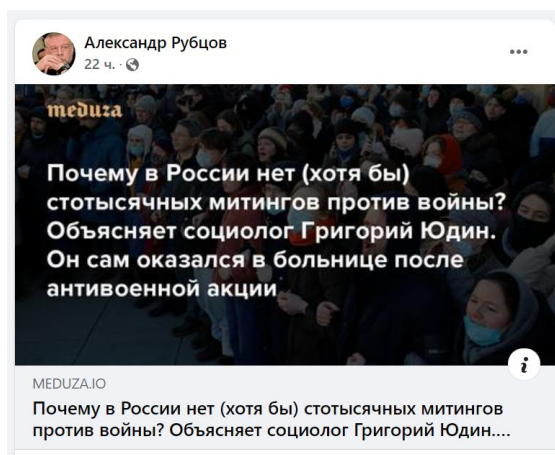 Александр Рубцов
22 ч. ·
meduza
Почему в России нет (хотя бы)
стотысячных митингов против войны?
Объясняет социолог Григорий Юдин.
Он сам оказался в больнице после
антивоенной акции
MEDUZA.IO
Почему в России нет (хотя бы) стотысячных митингов
против войны? Объясняет социолог Григорий Юдин....